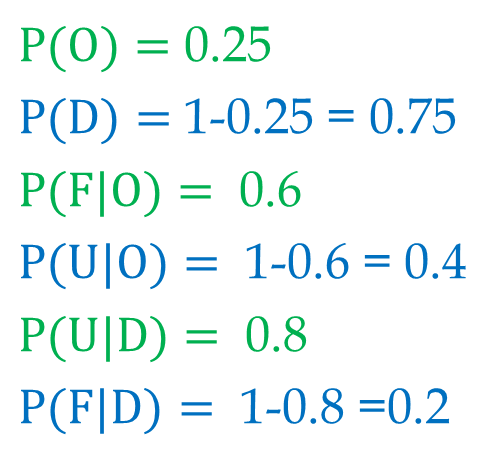 P(O) = 0.25
P(D) = 1-0.25 = 0.75
P(F|O) = 0.6
P(U|O) = 1-0.6 = 0.4
P(U|D) = 0.8
P(F|D) = 1-0.8 =0.2